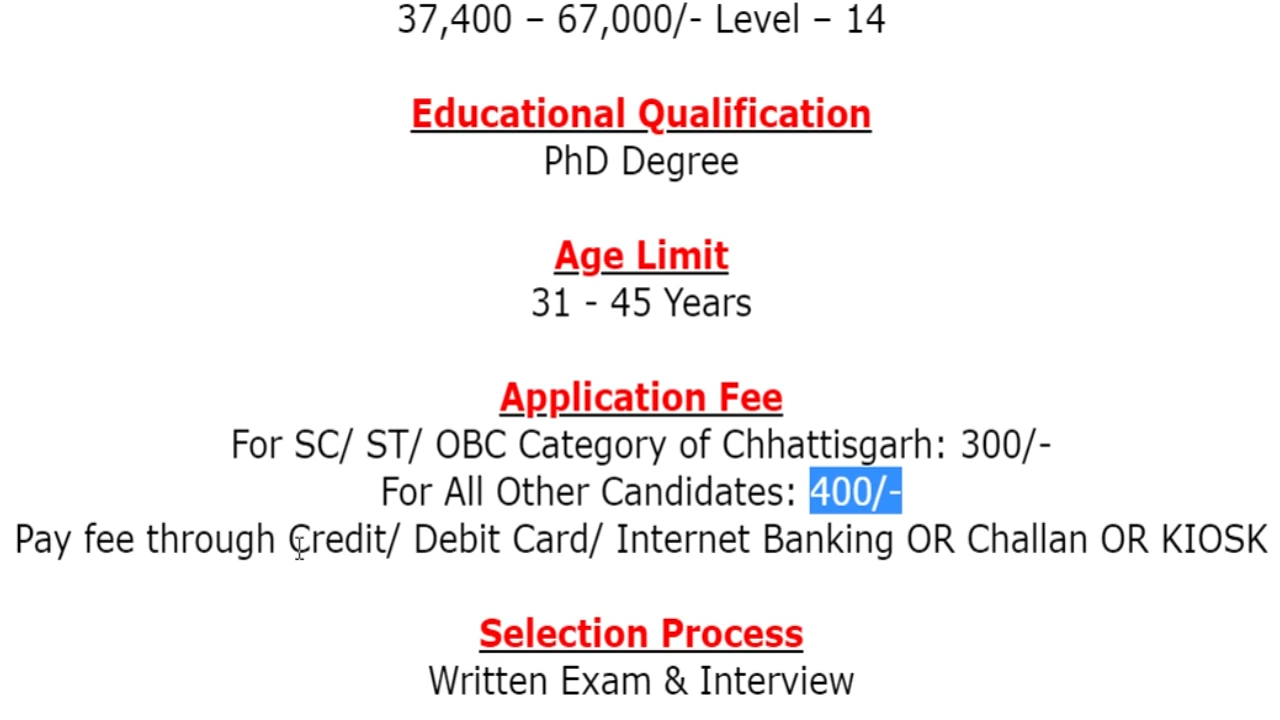 37,400 – 67,000/- Level – 14
Educational Qualification
PhD Degree
Age Limit
31 - 45 Years
Application Fee
For SC/ ST/ OBC Category of Chhattisgarh: 300/-
For All Other Candidates: 400/-
Pay fee through Credit/ Debit Card/ Internet Banking OR Challan OR KIOSK
Selection Process
Written Exam & Interview